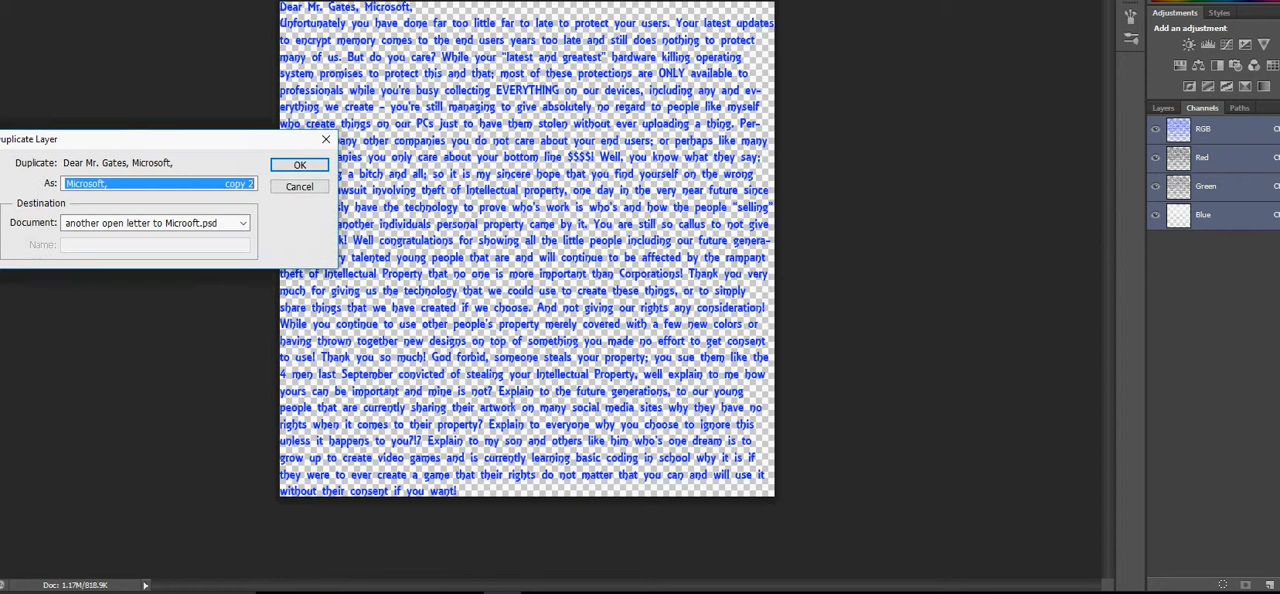 Dear Mr. Gates, Microsoft,
Unfortunately you have done far too little far to late to protect your users. Your latest updates
to encrypt memory comes to the end users years too late and still does nothing to protect
many of us. But do you care? While your "latest and greatest" hardware killing operating
system promises to protect this and that; most of these protections are ONLY available to
professionals while you're busy collecting EVERYTHING on our devices, including any and ev-
erything we create - you're still managing to give absolutely no regard to people like myself
who create things on our PCs just to have them stolen without ever uploading a thing. Per-
any other companies you do not care about your end users; or perhaps like many
anies you only care about your bottom line $$$$! Well, you know what they say;
g a bitch and all; so it is my sincere hope that you find yourself on the wrong
awsuit involving theft of Intellectual property, one day in the very near future since
sly have the technology to prove who's work is who's and how the people "selling"
another individuals personal property came by it. You are still so callus to not give
k! Well congratulations for showing all the little people including our future genera-
ry talented young people that are and will continue to be affected by the rampant
theft of Intellectual Property that no one is more important than Corporations! Thank you very
much for giving us the technology that we could use to create these things, or to simply
share things that we have created if we choose. And not giving our rights any consideration!
While you continue to use other people's property merely covered with a few new colors or
having thrown together new designs on top of something you made no effort to get consent
to use! Thank you so much! God forbid, someone steals your property; you sue them like the
4 men last September convicted of stealing your Intellectual Property, well explain to me how
yours can be important and mine is not? Explain to the future generations, to our young
people that are currently sharing their artwork on many social media sites why they have no
rights when it comes to their property? Explain to everyone why you choose to ignore this
unless it happens to you?!? Explain to my son and others like him who's one dream is to
grow up to create video games and is currently learning basic coding in school why it is if
they were to ever create a game that their rights do not matter that you can and will use it
without their consent if you want!
uplicate Layer
Duplicate: Dear Mr. Gates, Microsoft,
OK
As: Microsoft, copy 2
Cancel
Destination
Document: another open letter to Microoft.psd
Name:
Adjustments Styles
Add an adjustment
Layers Channels Paths
RGB
Red
Green
Blue
Doc: 1.17M/818.9K